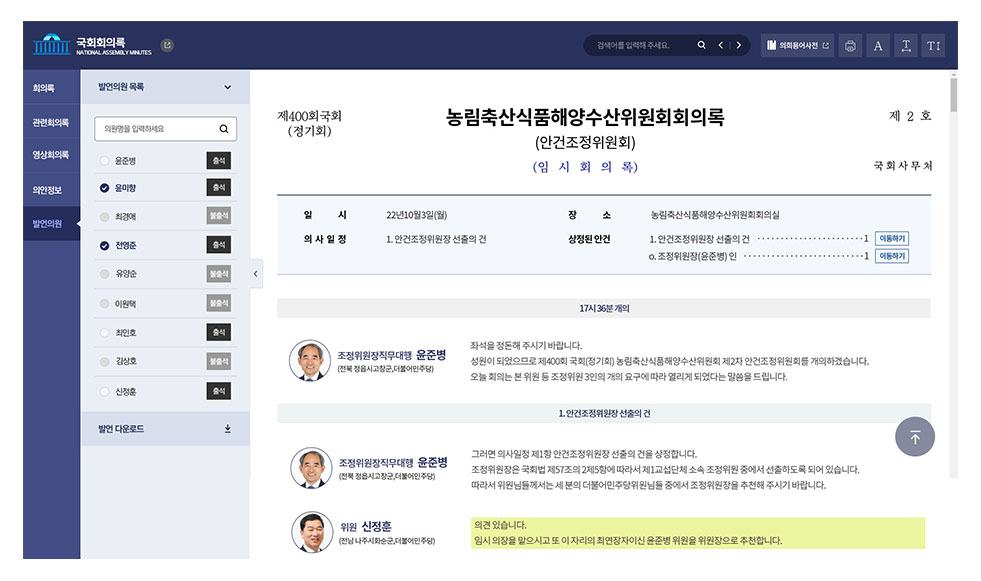 국회회의록
NATIONAL ASSEMBLY MINUTES
검색어를 입력해 주세요.
의회용어사전
A
T
T
회의록
관련회의록
영상회의록
의안정보
발언의원
발언의원 목록
의원명을 입력하세요
윤준병 출석
윤미향 출석
최경애 불출석
전영준 출석
유양순 불출석
이원택 불출석
최인호 출석
김상호 불출석
신정훈 출석
발언 다운로드
제400회국회
(정기회)
농림축산식품해양수산위원회회의록
(안건조정위원회)
(임 시 회 의 록)
제 2 호
국회사무처
일 시 22년10월3일(월)
장 소 농림축산식품해양수산위원회회의실
의사일정 1. 안건조정위원장 선출의 건
상정된 안건 1. 안건조정위원장 선출의 건 ························1 이동하기
o. 조정위원장(윤준병) 인 ···························1 이동하기
17시 36분 개의
조정위원장직무대행 윤준병
(전북 정읍시고창군,더불어민주당)
좌석을 정돈해 주시기 바랍니다.
성원이 되었으므로 제400회 국회(정기회) 농림축산식품해양수산위원회 제2차 안건조정위원회를 개의하겠습니다.
오늘 회의는 본 위원 등 조정위원 3인의 개의 요구에 따라 열리게 되었다는 말씀을 드립니다.
1. 안건조정위원장 선출의 건
조정위원장직무대행 윤준병
(전북 정읍시고창군,더불어민주당)
그러면 의사일정 제1항 안건조정위원장 선출의 건을 상정합니다.
조정위원장은 국회법 제57조의 2제5항에 따라서 제1교섭단체 소속 조정위원 중에서 선출하도록 되어 있습니다.
따라서 위원님들께서는 세 분의 더불어민주당위원님들 중에서 조정위원장을 추천해 주시기 바랍니다.
위원 신정훈
(전남 나주시화순군,더불어민주당)
의견 있습니다.
임시 의장을 맡으시고 또 이 자리의 최연장자이신 윤준병 위원을 위원장으로 추천합니다.